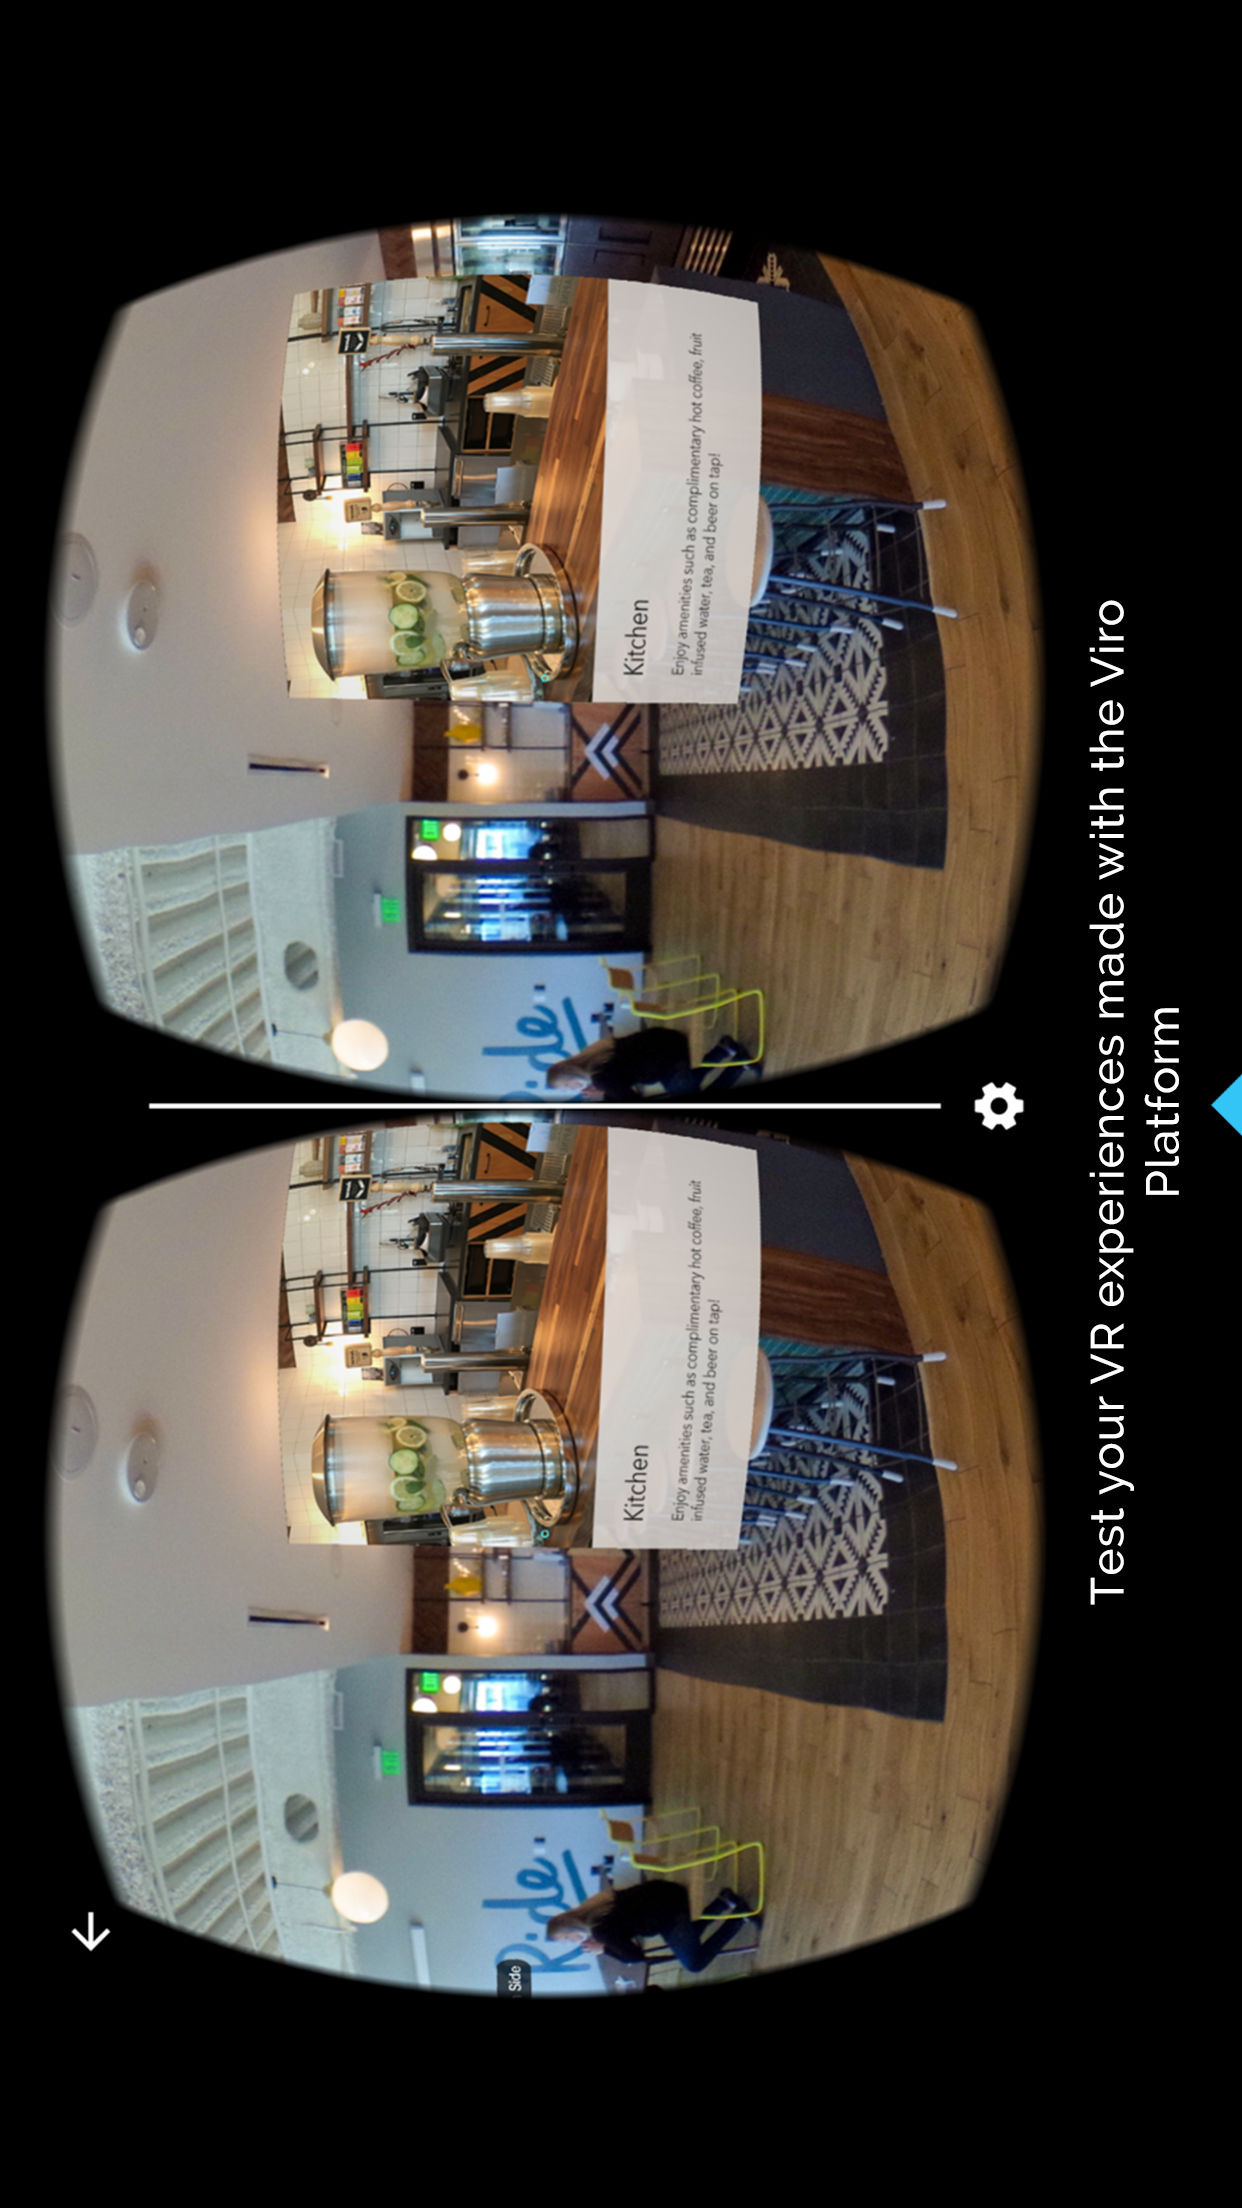 Kitchen
Enjoy amenities such as complimentary hot coffee, fruit
infused water, tea, and beer on tap!
Ride.
Side
Kitchen
Enjoy amenities such as complimentary hot coffee, fruit
infused water, tea, and beer on tap!
Test your VR experiences made with the Viro
Platform